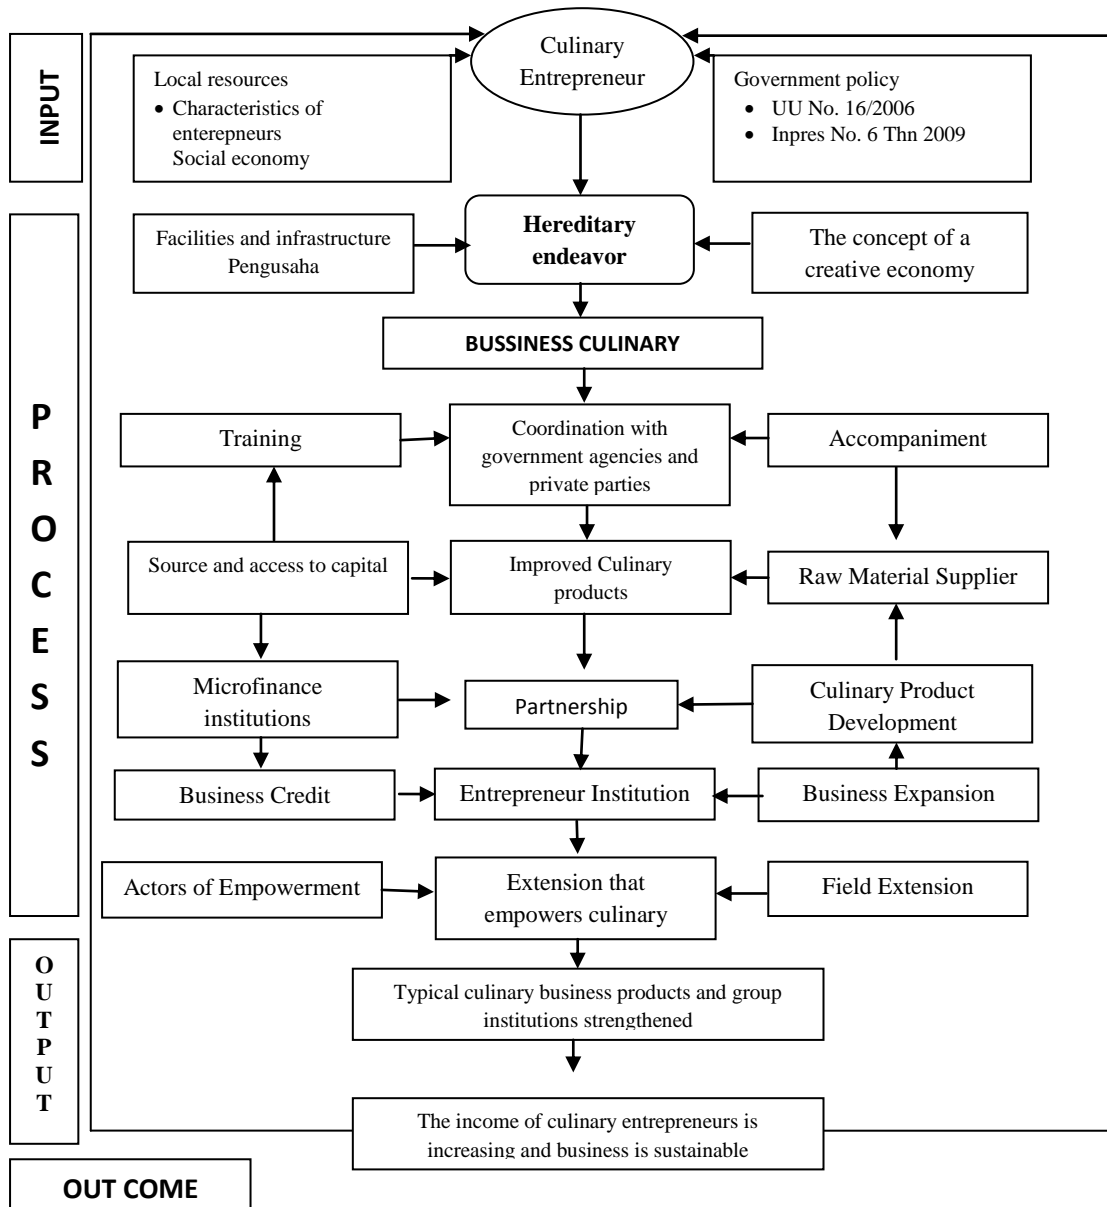 Culinary
Entrepreneur
INPUT
Local resources
• Characteristics of
enterepneurs
Social economy
Government policy
• UU No. 16/2006
• Inpres No. 6 Thn 2009
PROCESS
Facilities and infrastructure
Pengusaha
Hereditary
endeavor
The concept of a
creative economy
BUSSINESS CULINARY
Training
Coordination with
government agencies and
private parties
Accompaniment
Source and access to capital
Improved Culinary
products
Raw Material Supplier
Microfinance
institutions
Partnership
Culinary Product
Development
Business Credit
Entrepreneur Institution
Business Expansion
Actors of Empowerment
Extension that
empowers culinary
Field Extension
OUTPUT
Typical culinary business products and group
institutions strengthened
The income of culinary entrepreneurs is
increasing and business is sustainable
OUT COME